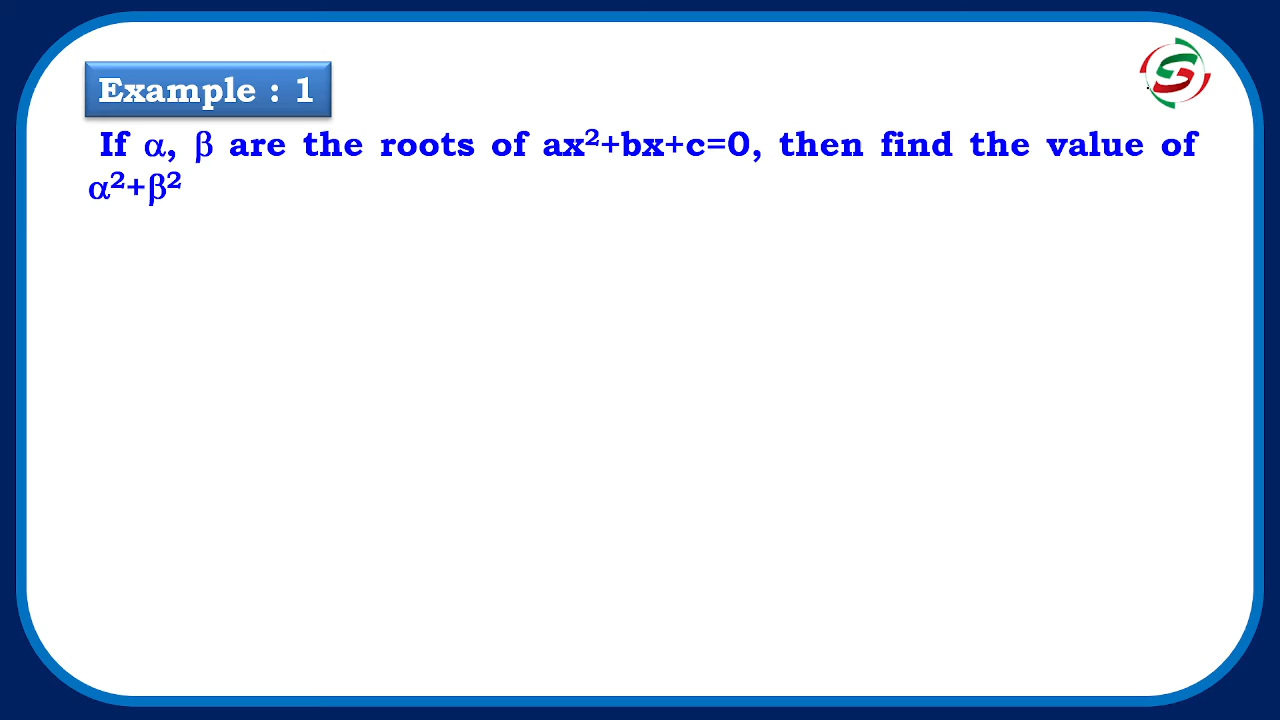 Example : 1
If α, β are the roots of ax²+bx+c=0, then find the value of
α²+β²